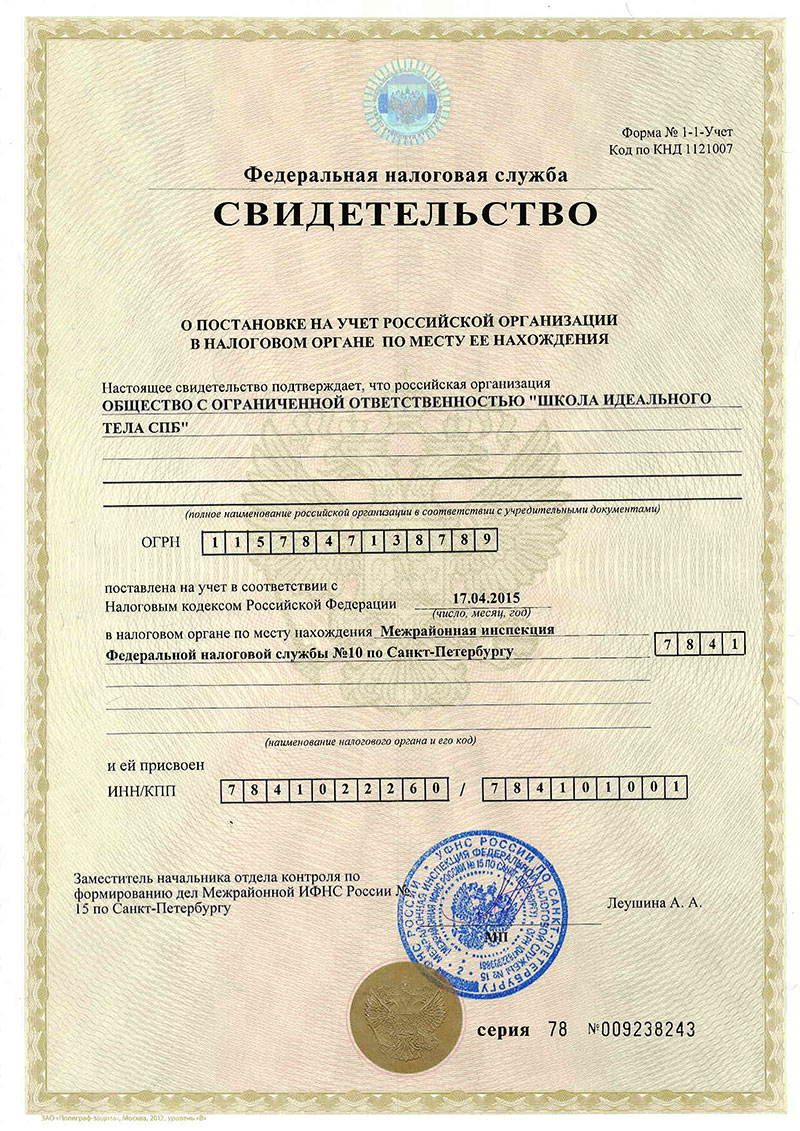 Форма № 1-1-Учет
Код по КНД 1121007
Федеральная налоговая служба
СВИДЕТЕЛЬСТВО
О ПОСТАНОВКЕ НА УЧЕТ РОССИЙСКОЙ ОРГАНИЗАЦИИ
В НАЛОГОВОМ ОРГАНЕ ПО МЕСТУ ЕЕ НАХОЖДЕНИЯ
Настоящее свидетельство подтверждает, что российская организация
ОБЩЕСТВО С ОГРАНИЧЕННОЙ ОТВЕТСТВЕННОСТЬЮ "ШКОЛА ИДЕАЛЬНОГО
ТЕЛА СПБ"
(полное наименование российской организации в соответствии с учредительными документами)
ОГРН 1 1 5 7 8 4 7 1 3 8 7 8 9
поставлена на учет в соответствии с
Налоговым кодексом Российской Федерации 17.04.2015
(число, месяц, год)
в налоговом органе по месту нахождения Межрайонная инспекция
Федеральной налоговой службы №10 по Санкт-Петербургу 7 8 4 1
(наименование налогового органа и его код)
и ей присвоен
ИНН/КПП 7 8 4 1 0 2 2 2 6 0 / 7 8 4 1 0 1 0 0 1
Заместитель начальника отдела контроля по
формированию дел Межрайонной ИФНС России №
15 по Санкт-Петербургу
Леушина А. А.
МП
УФНС РОССИИ ПО САНКТ-ПЕТЕРБУРГУ
МЕЖРАЙОННАЯ ИНСПЕКЦИЯ ФЕДЕРАЛЬНОЙ НАЛОГОВОЙ СЛУЖБЫ № 15
серия 78 №009238243
ЗАО «Полиграф-защита», Москва, 2012, уровень «В»